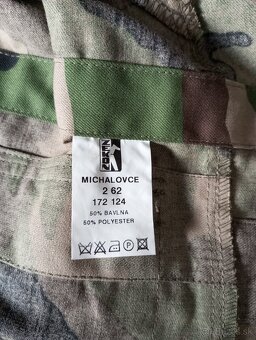 MICHALOVCE
2 62
172 124
50% BAVLNA
50% POLYESTER